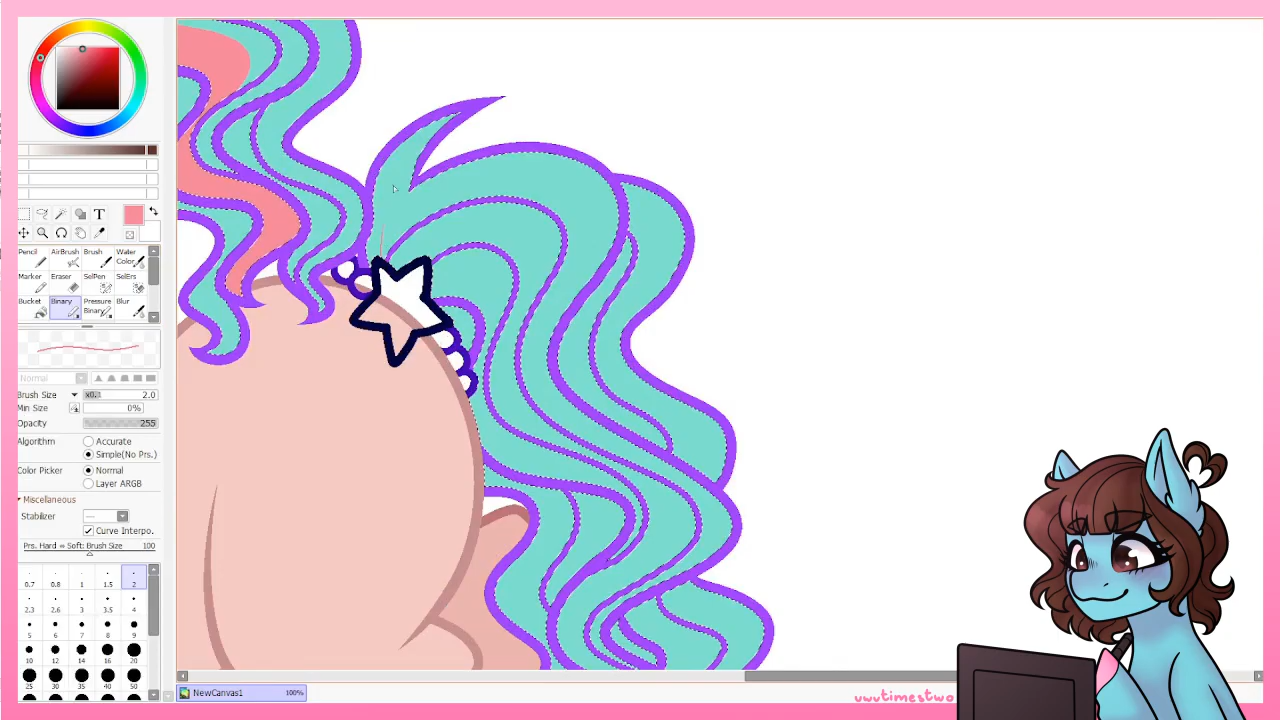 T
Pencil AirBrush Brush Water Color
Marker Eraser SelPen SelErs
Bucket Binary Pressure Binary Blur
Normal
Brush Size x0.1 2.0
Min Size 0%
Opacity 255
Algorithm Accurate
Simple(No Prs.)
Color Picker Normal
Layer ARGB
Miscellaneous
Stabilizer
Curve Interpo.
Prs. Hard ⇔ Soft: Brush Size 100
0.7 0.8 1 1.5 2
2.3 2.6 3 3.5 4
5 6 7 8 9
10 12 14 16 20
25 30 35 40 50
NewCanvas1 100%
uwutimestwo